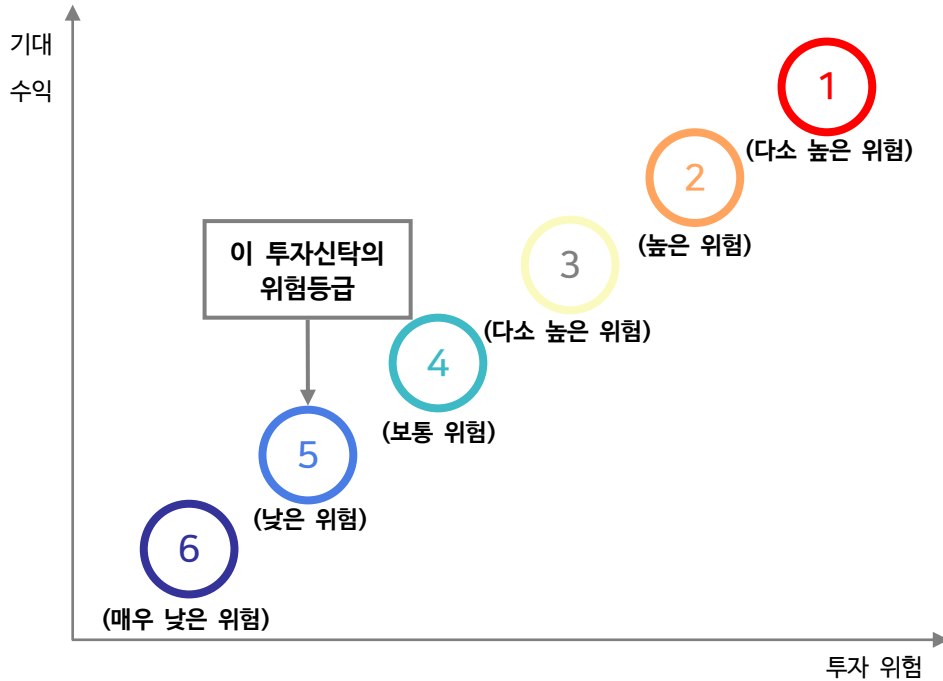 기대
수익
1
(다소 높은 위험)
2
(높은 위험)
이 투자신탁의
위험등급
3
(다소 높은 위험)
4
(보통 위험)
5
(낮은 위험)
6
(매우 낮은 위험)
투자 위험